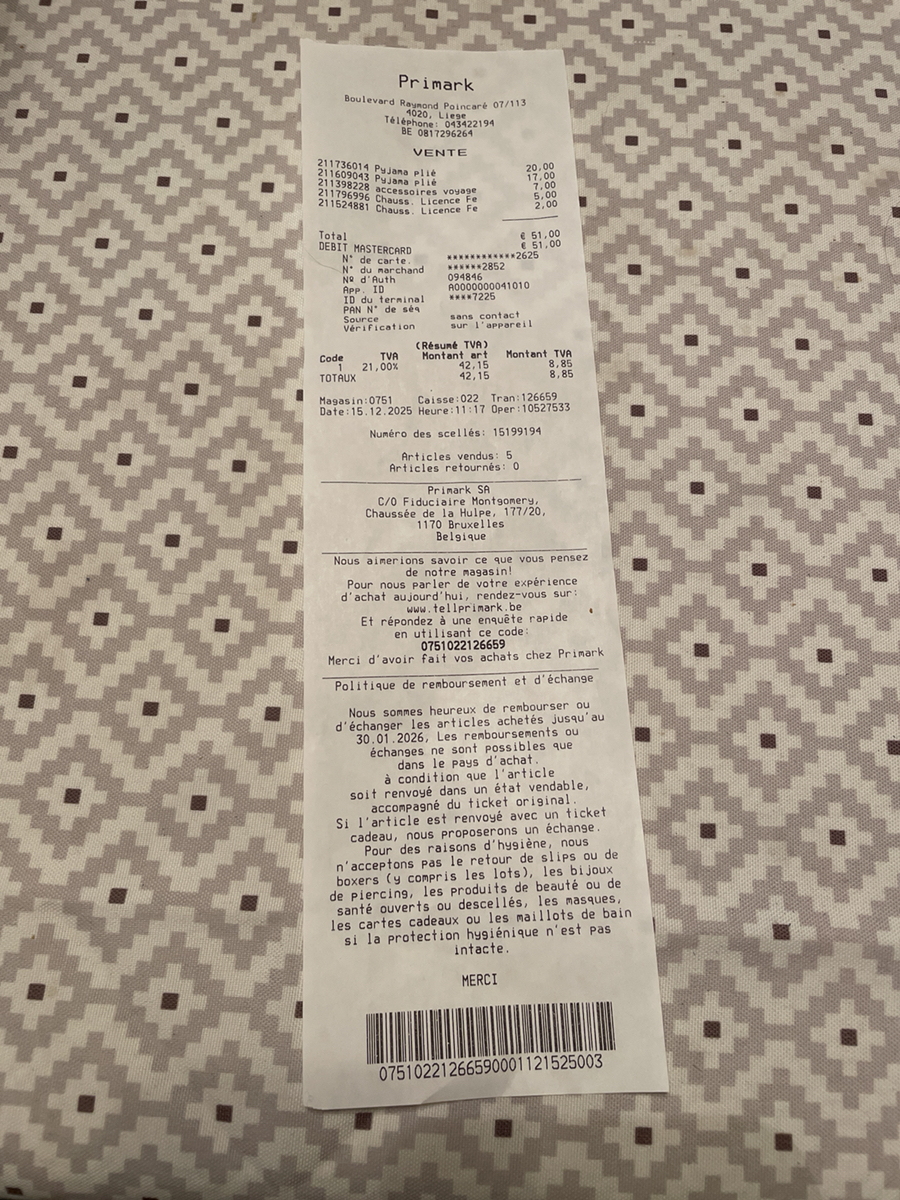 Primark
Boulevard Raymond Poincaré 07/113
4020, Liege
Téléphone: 043422194
BE 0817296264
VENTE
211736014 Pyjama plié 20,00
211609043 Pyjama plié 17,00
211398228 accessoires voyage 7,00
211796996 Chauss. Licence Fe 5,00
211524881 Chauss. Licence Fe 2,00
Total € 51,00
DEBIT MASTERCARD € 51,00
N° de carte. ************2625
N° du marchand ******2852
Nº d'Auth 094846
App. ID A0000000041010
ID du terminal ****7225
PAN N° de séq
Source sans contact
Vérification sur l'appareil
(Résumé TVA)
Code TVA Montant art Montant TVA
1 21,00% 42,15 8,85
TOTAUX 42,15 8,85
Magasin:0751 Caisse:022 Tran:126659
Date:15.12.2025 Heure:11:17 Oper:10527533
Numéro des scellés: 15199194
Articles vendus: 5
Articles retournés: 0
Primark SA
C/O Fiduciaire Montgomery,
Chaussée de la Hulpe, 177/20,
1170 Bruxelles
Belgique
Nous aimerions savoir ce que vous pensez
de notre magasin!
Pour nous parler de votre expérience
d'achat aujourd'hui, rendez-vous sur:
www.tellprimark.be
Et répondez à une enquête rapide
en utilisant ce code:
0751022126659
Merci d'avoir fait vos achats chez Primark
Politique de remboursement et d'échange
Nous sommes heureux de rembourser ou
d'échanger les articles achetés jusqu'au
30.01.2026, Les remboursements ou
échanges ne sont possibles que
dans le pays d'achat.
à condition que l'article
soit renvoyé dans un état vendable,
accompagné du ticket original.
Si l'article est renvoyé avec un ticket
cadeau, nous proposerons un échange.
Pour des raisons d'hygiène, nous
n'acceptons pas le retour de slips ou de
boxers (y compris les lots), les bijoux
de piercing, les produits de beauté ou de
santé ouverts ou descellés, les masques,
les cartes cadeaux ou les maillots de bain
si la protection hygiénique n'est pas
intacte.
MERCI
07510221266590001121525003